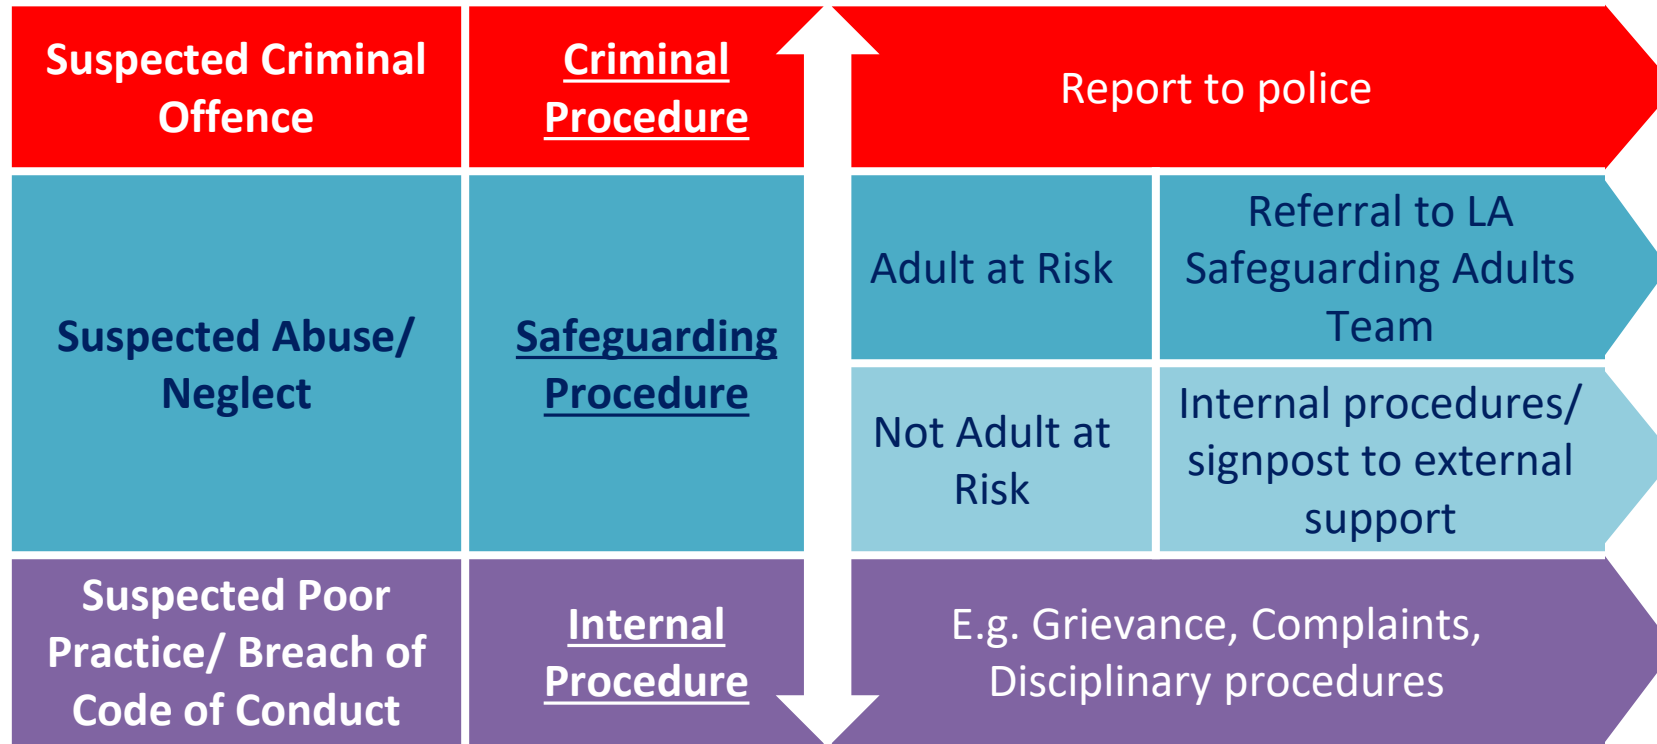 Suspected Criminal
Offence
Criminal
Procedure
Report to police
Suspected Abuse/
Neglect
Safeguarding
Procedure
Adult at Risk
Referral to LA
Safeguarding Adults
Team
Not Adult at
Risk
Internal procedures/
signpost to external
support
Suspected Poor
Practice/ Breach of
Code of Conduct
Internal
Procedure
E.g. Grievance, Complaints,
Disciplinary procedures